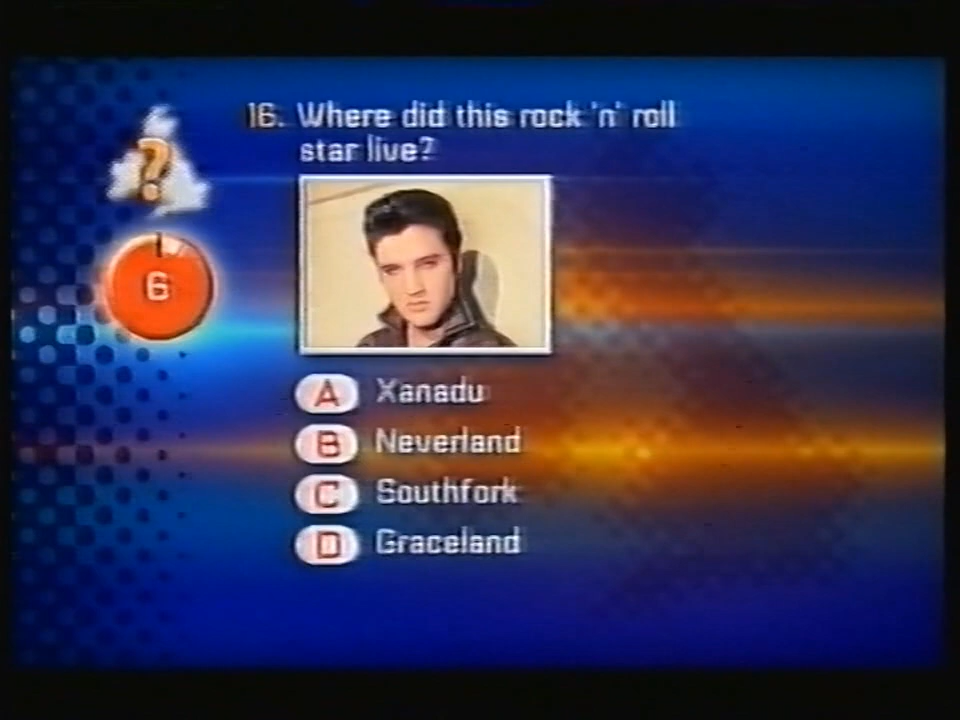 16. Where did this rock 'n' roll
star live?
?
6
A Xanadu
B Neverland
C Southfork
D Graceland